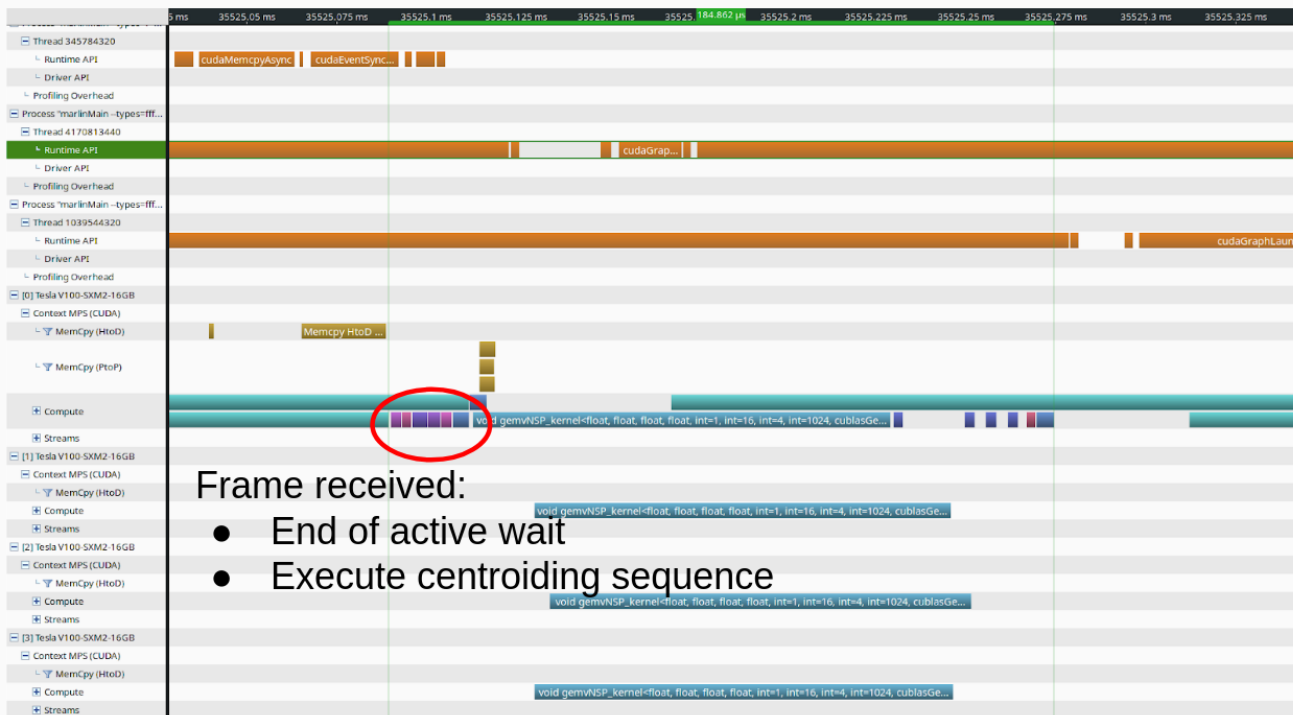 5 ms 35525.05 ms 35525.075 ms 35525.1 ms 35525.125 ms 35525.15 ms 35525. 184.862 µs 35525.2 ms 35525.225 ms 35525.25 ms 35525.275 ms 35525.3 ms 35525.325 ms
Thread 345784320
Runtime API cudaMemcpyAsync cudaEventSync...
Driver API
Profiling Overhead
Process "marlinMain --types=fff...
Thread 4170813440
Runtime API cudaGrap...
Driver API
Profiling Overhead
Process "marlinMain --types=fff...
Thread 1039544320
Runtime API cudaGraphLaun
Driver API
Profiling Overhead
[0] Tesla V100-SXM2-16GB
Context MPS (CUDA)
MemCpy (HtoD) Memcpy HtoD ...
MemCpy (PtoP)
Compute void gemvNSP_kernel<float, float, float, float, int=1, int=16, int=4, int=1024, cublasGe...
Streams
[1] Tesla V100-SXM2-16GB
Context MPS (CUDA)
Frame received:
MemCpy (HtoD)
Compute void gemvNSP_kernel<float, float, float, float, int=1, int=16, int=4, int=1024, cublasGe...
Streams
● End of active wait
[2] Tesla V100-SXM2-16GB
Context MPS (CUDA)
MemCpy (HtoD)
● Execute centroiding sequence
Compute void gemvNSP_kernel<float, float, float, float, int=1, int=16, int=4, int=1024, cublasGe...
Streams
[3] Tesla V100-SXM2-16GB
Context MPS (CUDA)
MemCpy (HtoD)
Compute void gemvNSP_kernel<float, float, float, float, int=1, int=16, int=4, int=1024, cublasGe...
Streams